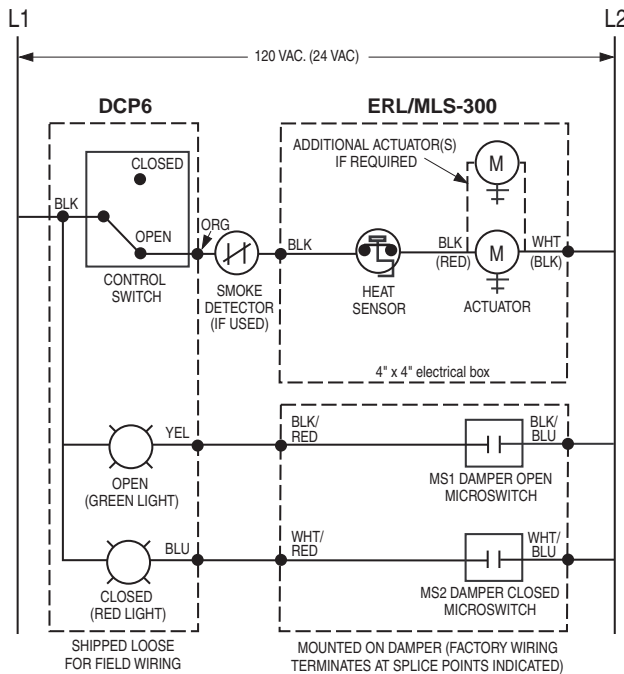 L1
L2
120 VAC. (24 VAC)
DCP6
ERL/MLS-300
CLOSED
ADDITIONAL ACTUATOR(S)
IF REQUIRED
M
BLK
OPEN
ORG
BLK
BLK
(RED)
M
WHT
(BLK)
CONTROL
SWITCH
SMOKE
DETECTOR
(IF USED)
HEAT
SENSOR
ACTUATOR
4" x 4" electrical box
YEL
BLK/
RED
BLK/
BLU
OPEN
(GREEN LIGHT)
MS1 DAMPER OPEN
MICROSWITCH
BLU
WHT/
RED
WHT/
BLU
CLOSED
(RED LIGHT)
MS2 DAMPER CLOSED
MICROSWITCH
SHIPPED LOOSE
FOR FIELD WIRING
MOUNTED ON DAMPER (FACTORY WIRING
TERMINATES AT SPLICE POINTS INDICATED)